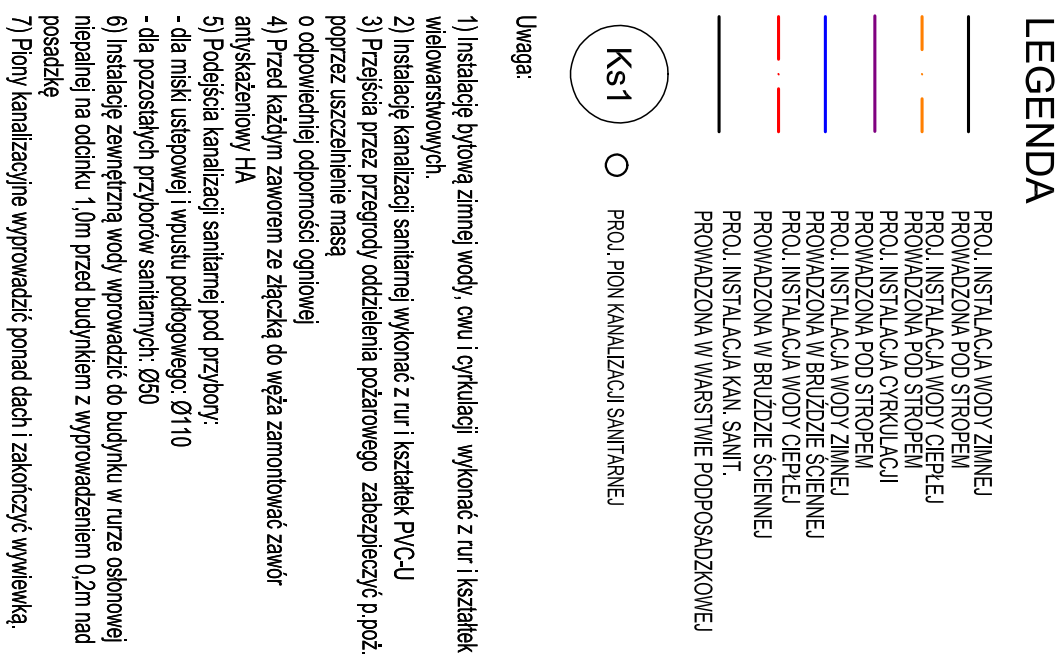 LEGENDA
PROJ. INSTALACJA WODY ZIMNEJ
PROWADZONA POD STROPEM
PROJ. INSTALACJA WODY CIEPŁEJ
PROWADZONA POD STROPEM
PROJ. INSTALACJA CYRKULACJI
PROWADZONA POD STROPEM
PROJ. INSTALACJA WODY ZIMNEJ
PROWADZONA W BRUŹDZIE ŚCIENNEJ
PROJ. INSTALACJA WODY CIEPŁEJ
PROWADZONA W BRUŹDZIE ŚCIENNEJ
PROJ. INSTALACJA KAN. SANIT.
PROWADZONA W WARSTWIE PODPOSADZKOWEJ
Ks1 PROJ. PION KANALIZACJI SANITARNEJ
Uwaga:
1) Instalację bytową zimnej wody, cwu i cyrkulacji wykonać z rur i kształtek
wielowarstwowych.
2) Instalację kanalizacji sanitarnej wykonać z rur i kształtek PVC-U
3) Przejścia przez przegrody oddzielenia pożarowego zabezpieczyć p.poż.
poprzez uszczelnienie masą
o odpowiedniej odporności ogniowej
4) Przed każdym zaworem ze złączką do węża zamontować zawór
antyskażeniowy HA
5) Podejścia kanalizacji sanitarnej pod przybory:
- dla miski ustepowej i wpustu podłogowego: Ø110
- dla pozostałych przyborów sanitarnych: Ø50
6) Instalację zewnętrzną wody wprowadzić do budynku w rurze osłonowej
niepalnej na odcinku 1,0m przed budynkiem z wyprowadzeniem 0,2m nad
posadzkę
7) Piony kanalizacyjne wyprowadzić ponad dach i zakończyć wywiewką.